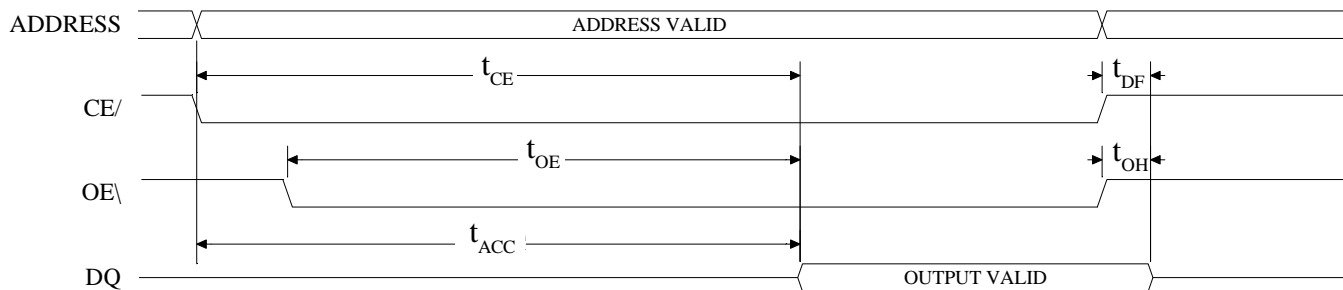 ADDRESS ADDRESS VALID
tCE tDF
CE/
tOE tOH
OE\
tACC
DQ OUTPUT VALID